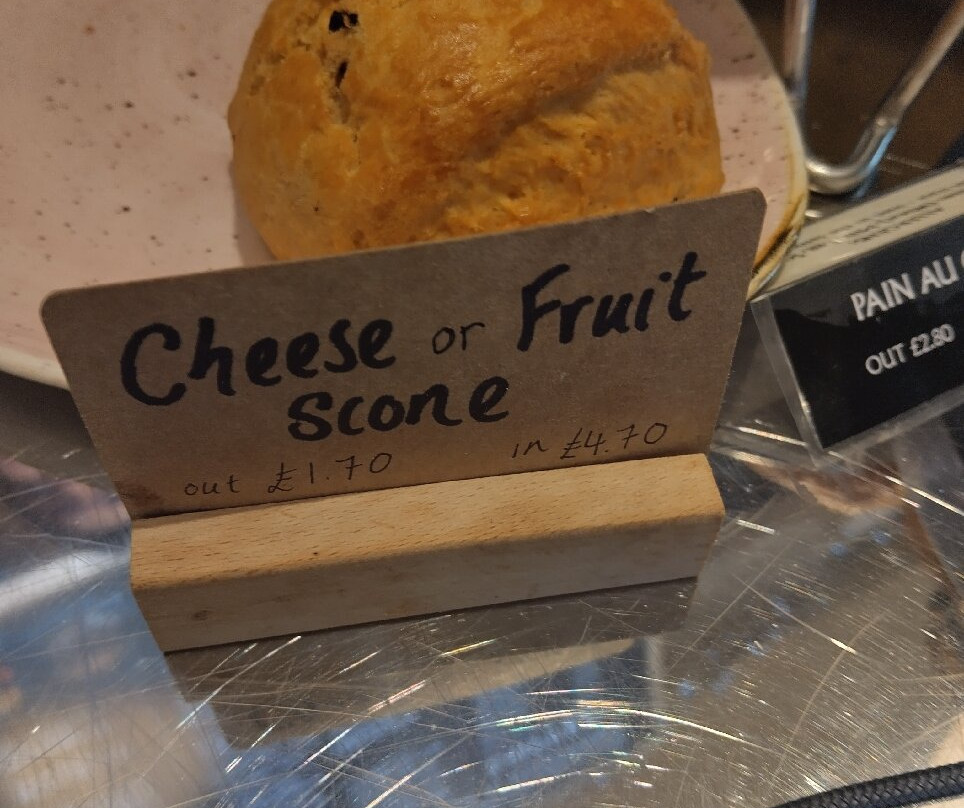 Cheese or Fruit
scone
out £1.70 in £4.70
PAIN AU
OUT £2.80